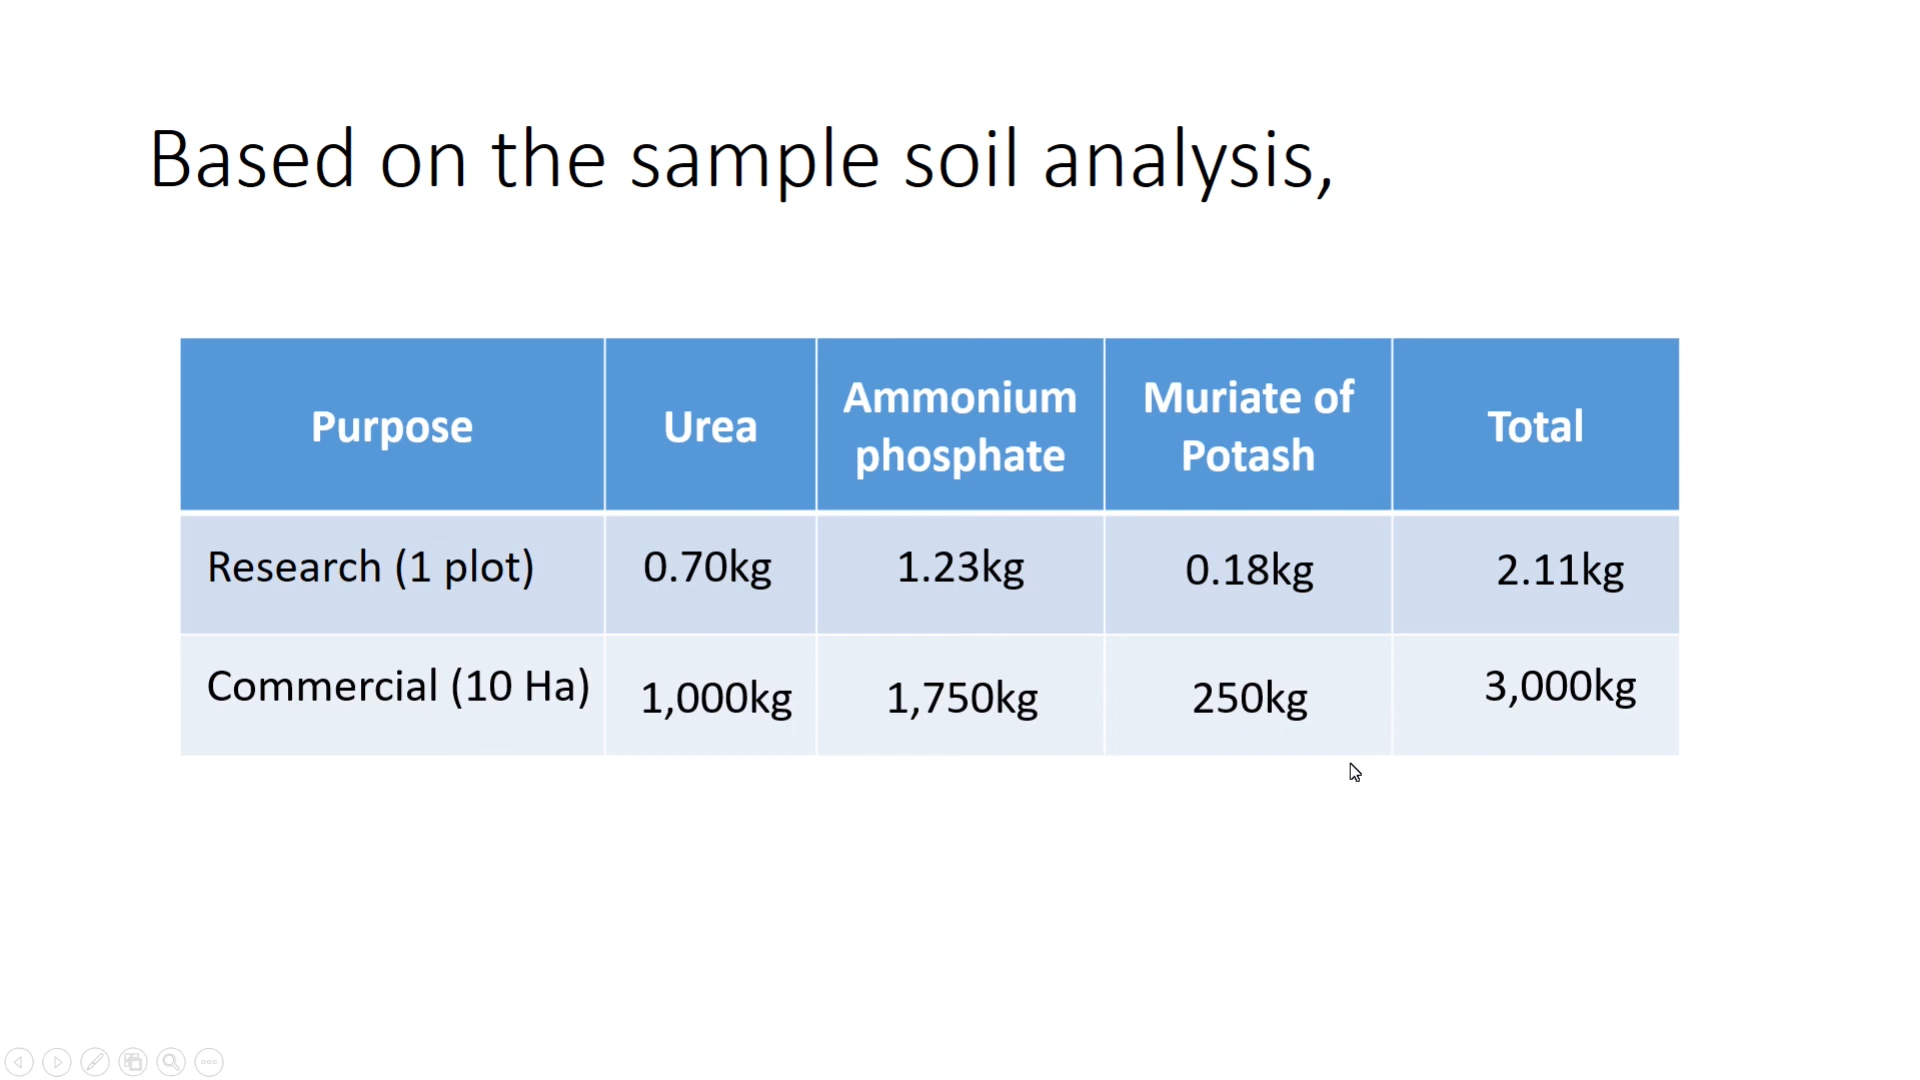 Based on the sample soil analysis,
Purpose
Urea
Ammonium
phosphate
Muriate of
Potash
Total
Research (1 plot)
0.70kg
1.23kg
0.18kg
2.11kg
Commercial (10 Ha)
1,000kg
1,750kg
250kg
3,000kg